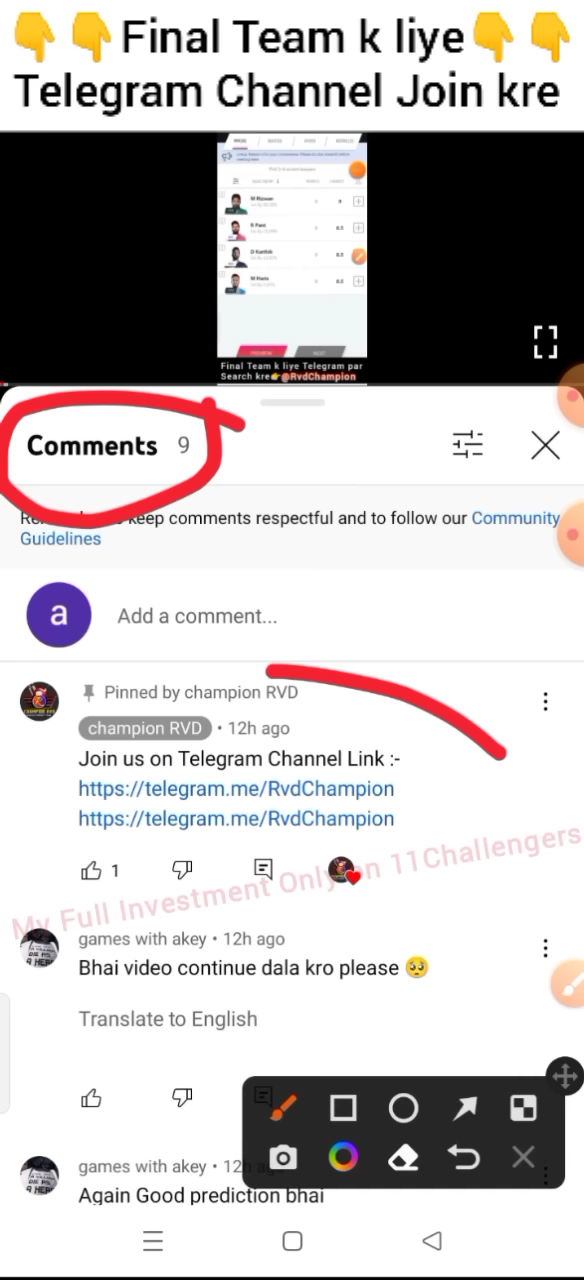 👇👇Final Team k liye👇👇
Telegram Channel Join kre
Final Team k liye Telegram par
Search kre👉@RvdChampion
Comments 9
keep comments respectful and to follow our Community
Guidelines
a
Add a comment...
Pinned by champion RVD
champion RVD • 12h ago
Join us on Telegram Channel Link :-
https://telegram.me/RvdChampion
https://telegram.me/RvdChampion
1
My Full Investment Only on 11Challengers
games with akey • 12h ago
Bhai video continue dala kro please 🥺
Translate to English
games with akey • 12h ago
Again Good prediction bhai